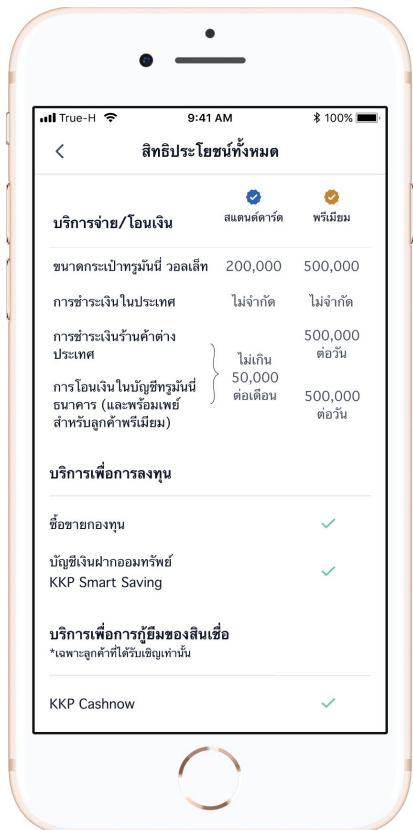 True-H 9:41 AM 100%
สิทธิประโยชน์ทั้งหมด
สแตนด์ดาร์ด พรีเมียม
บริการจ่าย/โอนเงิน
ขนาดกระเป๋าทรูมันนี่ วอลเล็ท 200,000 500,000
การชำระเงินในประเทศ ไม่จำกัด ไม่จำกัด
การชำระเงินร้านค้าต่าง
ประเทศ
500,000
ต่อวัน
ไม่เกิน
50,000
ต่อเดือน
การโอนเงินในบัญชีทรูมันนี่
ธนาคาร (และพร้อมเพย์
สำหรับลูกค้าพรีเมียม)
500,000
ต่อวัน
บริการเพื่อการลงทุน
ซื้อขายกองทุน
บัญชีเงินฝากออมทรัพย์
KKP Smart Saving
บริการเพื่อการกู้ยืมของสินเชื่อ
*เฉพาะลูกค้าที่ได้รับเชิญเท่านั้น
KKP Cashnow